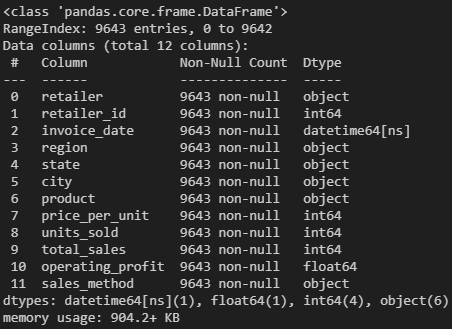 <class 'pandas.core.frame.DataFrame'>
RangeIndex: 9643 entries, 0 to 9642
Data columns (total 12 columns):
 #   Column            Non-Null Count  Dtype
---  ------            --------------  -----
 0   retailer          9643 non-null   object
 1   retailer_id       9643 non-null   int64
 2   invoice_date      9643 non-null   datetime64[ns]
 3   region            9643 non-null   object
 4   state             9643 non-null   object
 5   city              9643 non-null   object
 6   product           9643 non-null   object
 7   price_per_unit    9643 non-null   int64
 8   units_sold        9643 non-null   int64
 9   total_sales       9643 non-null   int64
 10  operating_profit  9643 non-null   float64
 11  sales_method      9643 non-null   object
dtypes: datetime64[ns](1), float64(1), int64(4), object(6)
memory usage: 904.2+ KB